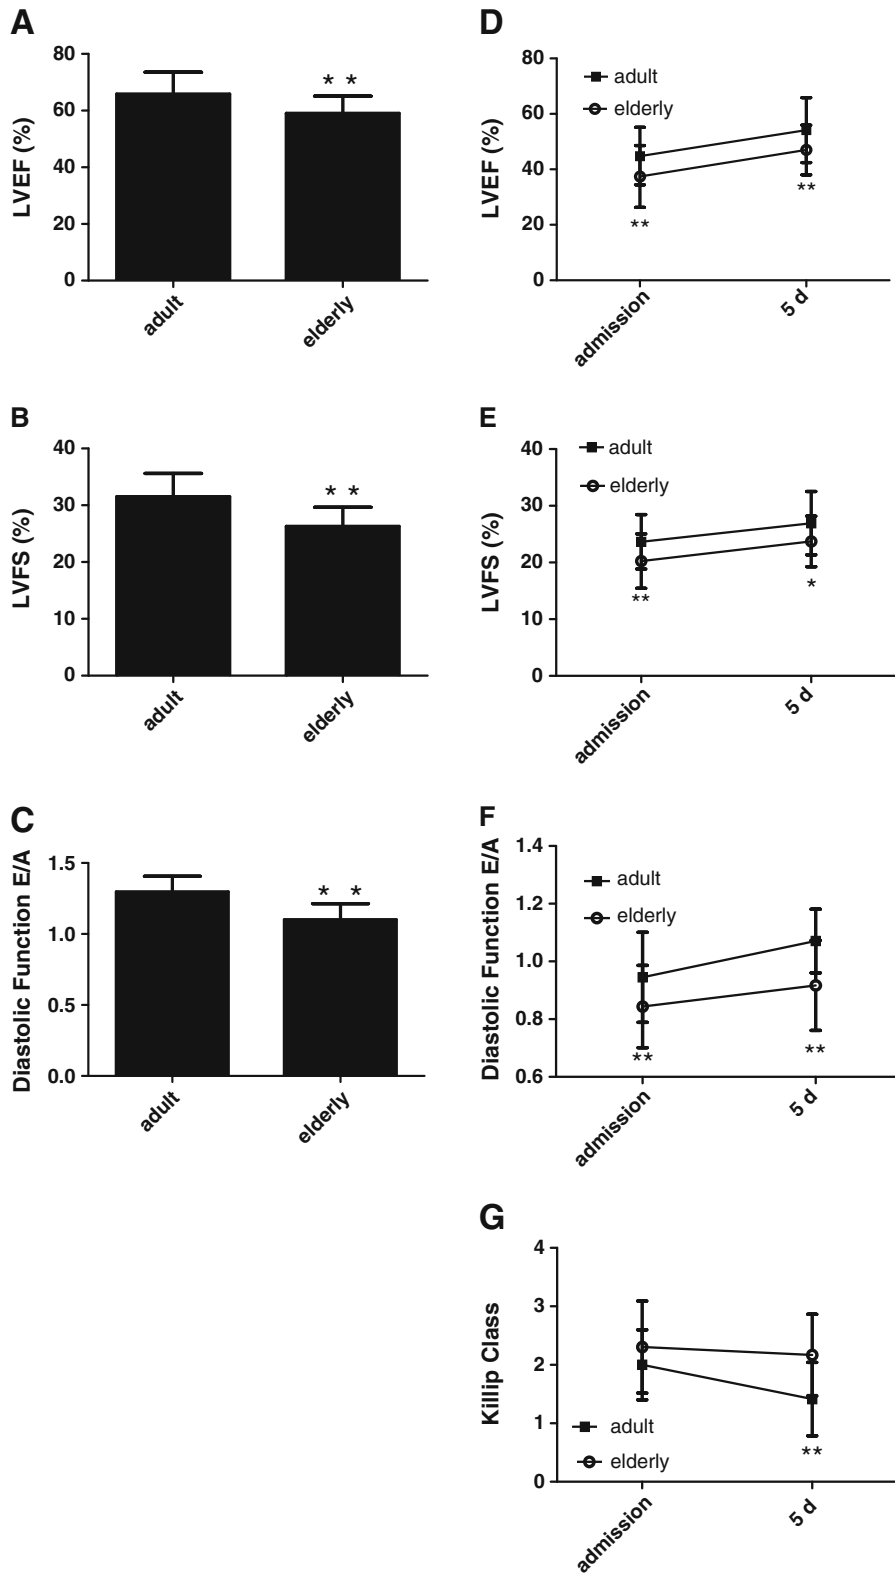 A
LVEF (%)
80
60
40
20
0
* *
adult
elderly
B
LVFS (%)
40
30
20
10
0
* *
adult
elderly
C
Diastolic Function E/A
1.5
1.0
0.5
0.0
* *
adult
elderly
D
LVEF (%)
80
60
40
20
0
adult
elderly
**
**
admission
5 d
E
LVFS (%)
40
30
20
10
0
adult
elderly
**
*
admission
5 d
F
Diastolic Function E/A
1.4
1.2
1.0
0.8
0.6
adult
elderly
**
**
admission
5 d
G
Killip Class
4
3
2
1
0
adult
elderly
**
admission
5 d